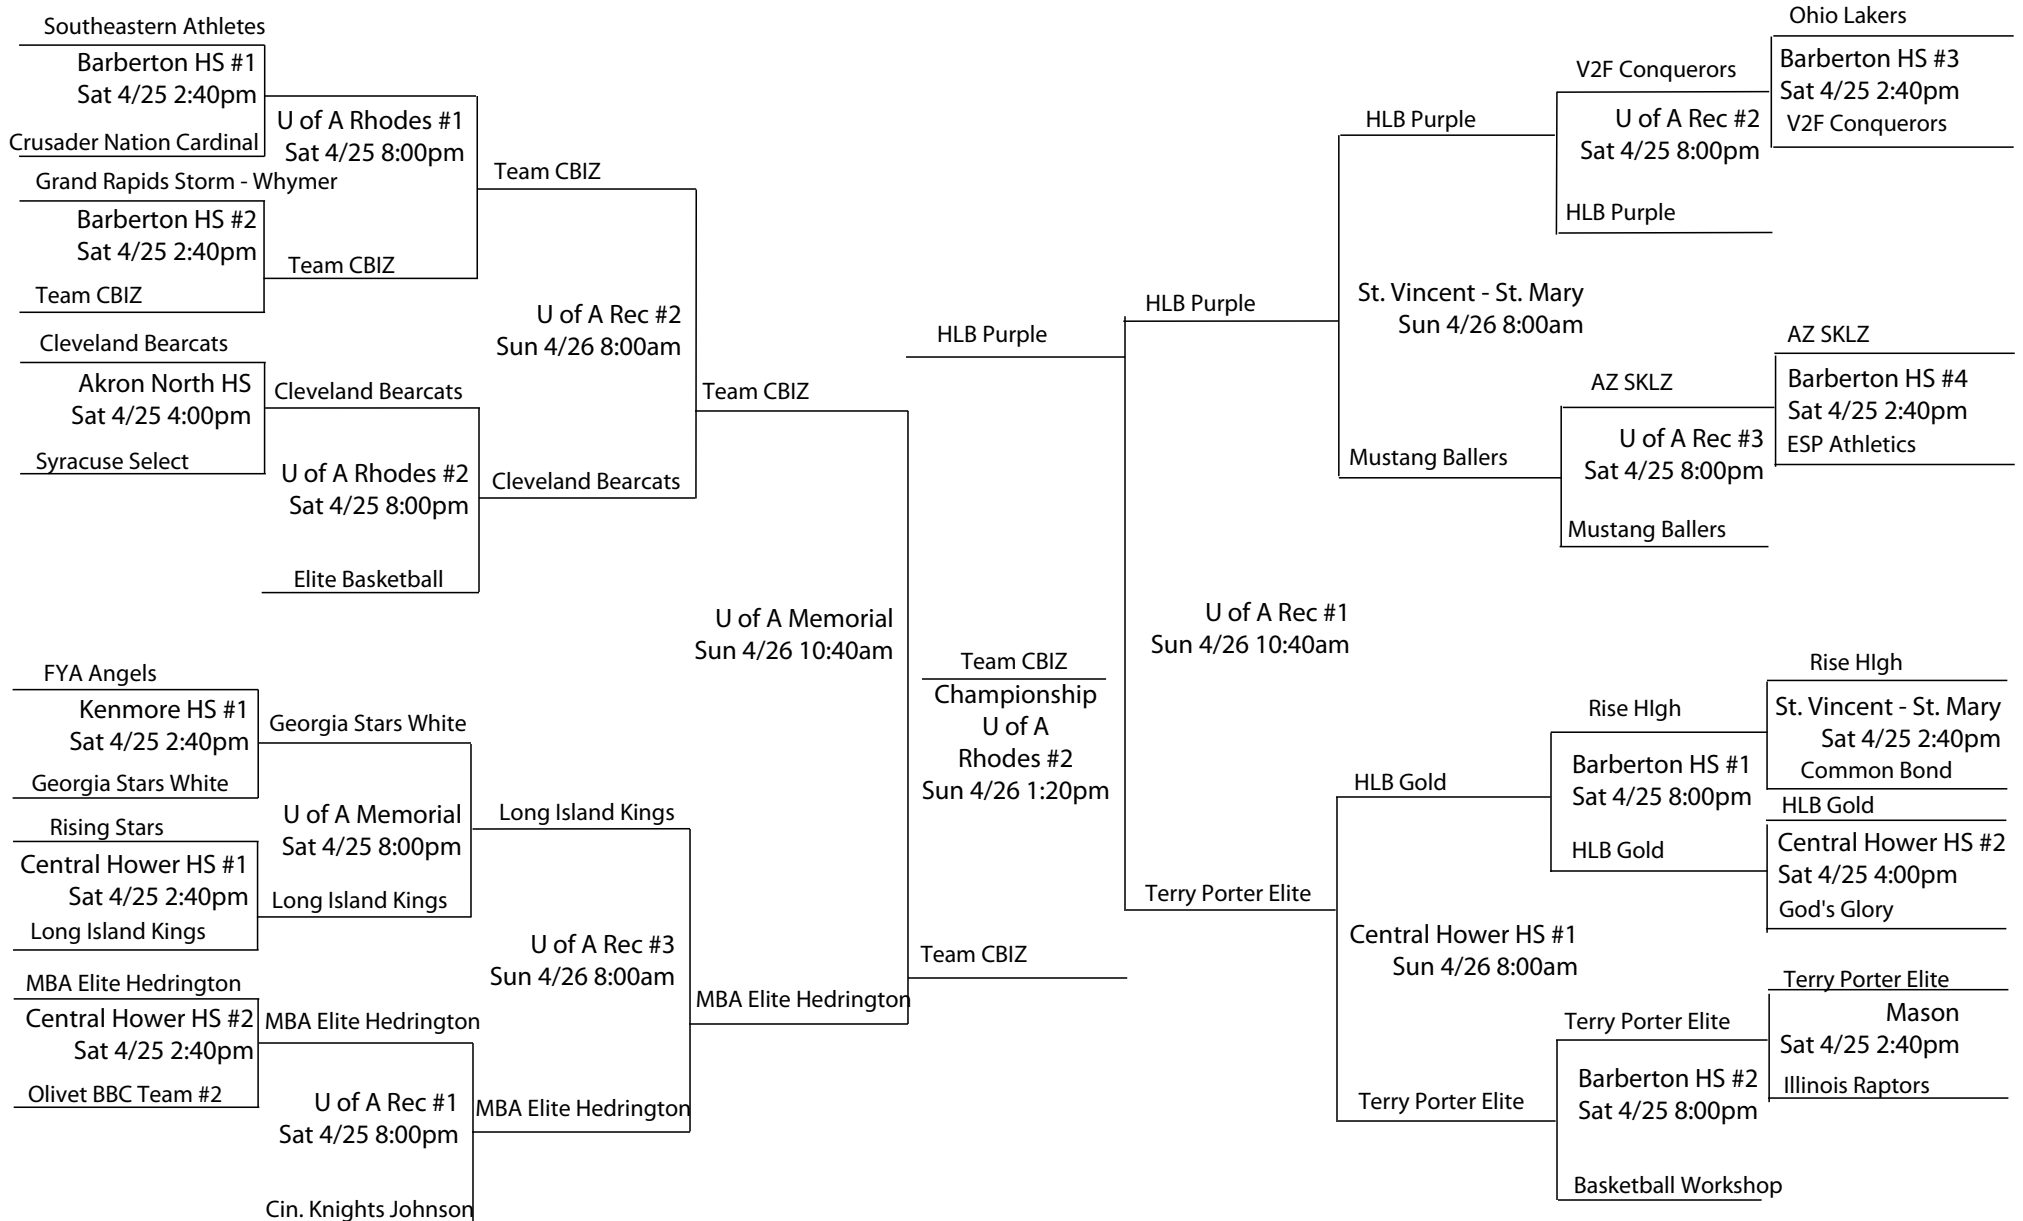 Southeastern Athletes
Barberton HS #1
Sat 4/25 2:40pm
Crusader Nation Cardinal
U of A Rhodes #1
Sat 4/25 8:00pm
Grand Rapids Storm - Whymer
Barberton HS #2
Sat 4/25 2:40pm
Team CBIZ
Team CBIZ
Team CBIZ
Cleveland Bearcats
Akron North HS
Sat 4/25 4:00pm
Syracuse Select
Cleveland Bearcats
U of A Rhodes #2
Sat 4/25 8:00pm
Elite Basketball
Cleveland Bearcats
U of A Rec #2
Sun 4/26 8:00am
Team CBIZ
FYA Angels
Kenmore HS #1
Sat 4/25 2:40pm
Georgia Stars White
Georgia Stars White
U of A Memorial
Sat 4/25 8:00pm
Rising Stars
Central Hower HS #1
Sat 4/25 2:40pm
Long Island Kings
Long Island Kings
Long Island Kings
MBA Elite Hedrington
Central Hower HS #2
Sat 4/25 2:40pm
Olivet BBC Team #2
MBA Elite Hedrington
U of A Rec #1
Sat 4/25 8:00pm
Cin. Knights Johnson
MBA Elite Hedrington
U of A Rec #3
Sun 4/26 8:00am
MBA Elite Hedrington
U of A Memorial
Sun 4/26 10:40am
Team CBIZ
HLB Purple
Team CBIZ
Championship
U of A
Rhodes #2
Sun 4/26 1:20pm
HLB Purple
U of A Rec #1
Sun 4/26 10:40am
Terry Porter Elite
HLB Purple
St. Vincent - St. Mary
Sun 4/26 8:00am
Mustang Ballers
V2F Conquerors
U of A Rec #2
Sat 4/25 8:00pm
HLB Purple
Ohio Lakers
Barberton HS #3
Sat 4/25 2:40pm
V2F Conquerors
AZ SKLZ
U of A Rec #3
Sat 4/25 8:00pm
Mustang Ballers
AZ SKLZ
Barberton HS #4
Sat 4/25 2:40pm
ESP Athletics
HLB Gold
Central Hower HS #1
Sun 4/26 8:00am
Terry Porter Elite
Rise HIgh
Barberton HS #1
Sat 4/25 8:00pm
HLB Gold
Rise HIgh
St. Vincent - St. Mary
Sat 4/25 2:40pm
Common Bond
HLB Gold
Central Hower HS #2
Sat 4/25 4:00pm
God's Glory
Terry Porter Elite
Barberton HS #2
Sat 4/25 8:00pm
Basketball Workshop
Terry Porter Elite
Mason
Sat 4/25 2:40pm
Illinois Raptors